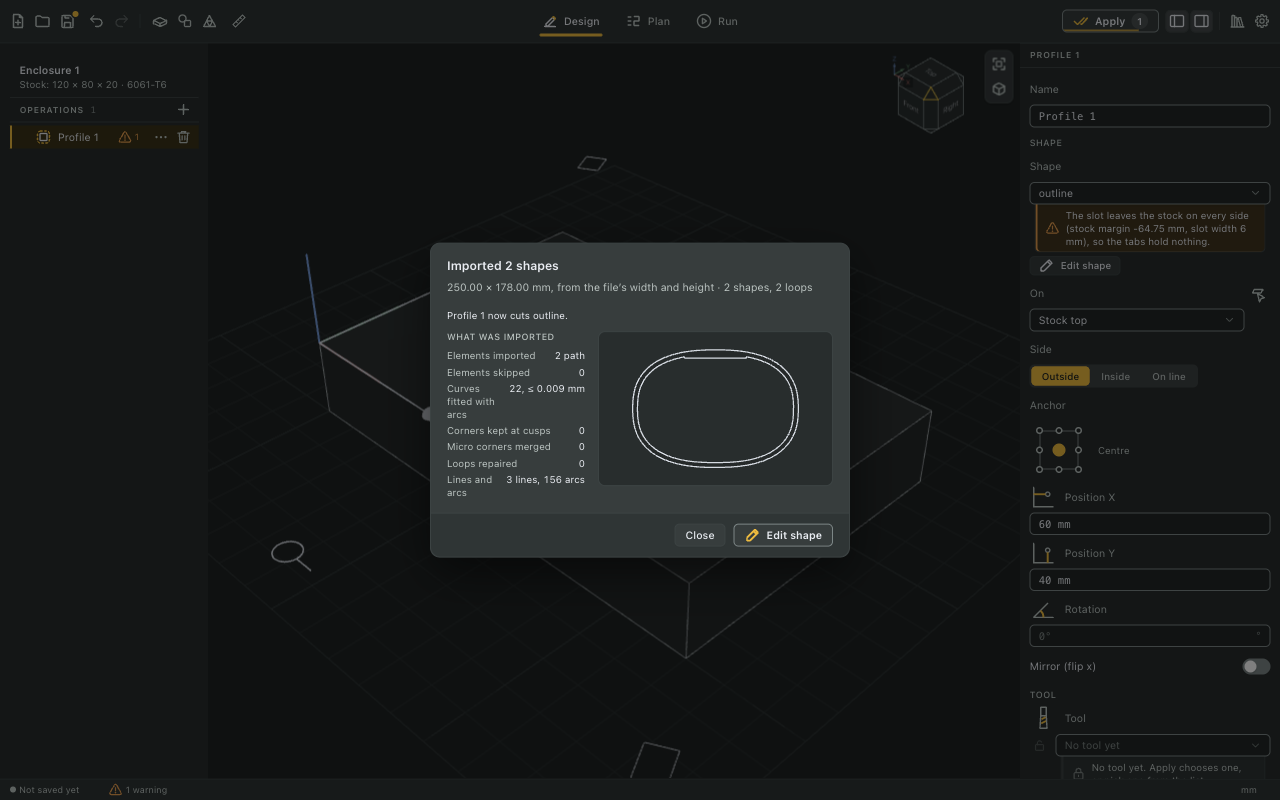 Design
Plan
Run
Apply 1
Enclosure 1
Stock: 120 × 80 × 20 · 6061-T6
OPERATIONS 1
Profile 1
1
Top
Front
Right
PROFILE 1
Name
Profile 1
SHAPE
Shape
outline
The slot leaves the stock on every side
(stock margin -64.75 mm, slot width 6
mm), so the tabs hold nothing.
Edit shape
On
Stock top
Side
Outside
Inside
On line
Anchor
Centre
Position X
60 mm
Position Y
40 mm
Rotation
0°
°
Mirror (flip x)
TOOL
Tool
No tool yet
No tool yet. Apply chooses one,
Imported 2 shapes
250.00 × 178.00 mm, from the file's width and height · 2 shapes, 2 loops
Profile 1 now cuts outline.
WHAT WAS IMPORTED
Elements imported 2 path
Elements skipped 0
Curves 22, ≤ 0.009 mm
fitted with
arcs
Corners kept at cusps 0
Micro corners merged 0
Loops repaired 0
Lines and 3 lines, 156 arcs
arcs
Close
Edit shape
Not saved yet
1 warning
mm